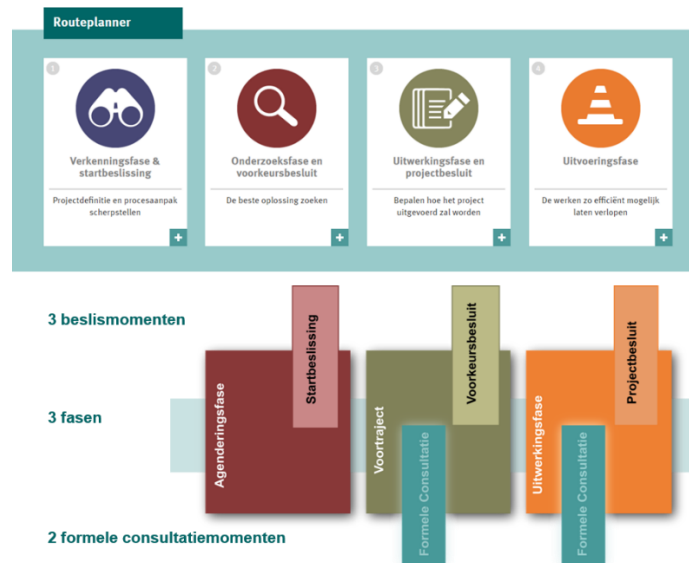 Routeplanner
1
2
3
4
Verkenningsfase &
startbeslissing
Projectdefinitie en procesaanpak
scherpstellen
+
Onderzoeksfase en
voorkeursbesluit
De beste oplossing zoeken
+
Uitwerkingsfase en
projectbesluit
Bepalen hoe het project
uitgevoerd zal worden
+
Uitvoeringsfase
De werken zo efficiënt mogelijk
laten verlopen
+
3 beslismomenten
Startbeslissing
Voorkeursbesluit
Projectbesluit
3 fasen
Agenderingsfase
Voortraject
Uitwerkingsfase
Formele Consultatie
Formele Consultatie
2 formele consultatiemomenten